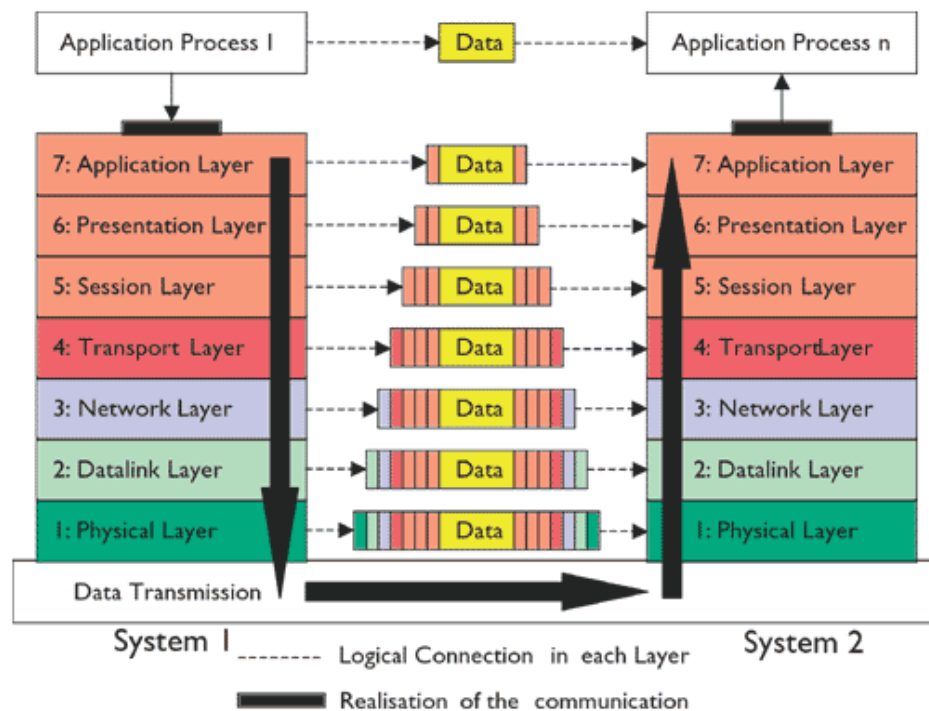 Application Process 1
Data
Application Process n
7: Application Layer
Data
7: Application Layer
6: Presentation Layer
Data
6: Presentation Layer
5: Session Layer
Data
5: Session Layer
4: Transport Layer
Data
4: Transport Layer
3: Network Layer
Data
3: Network Layer
2: Datalink Layer
Data
2: Datalink Layer
1: Physical Layer
Data
1: Physical Layer
Data Transmission
System 1
System 2
Logical Connection in each Layer
Realisation of the communication